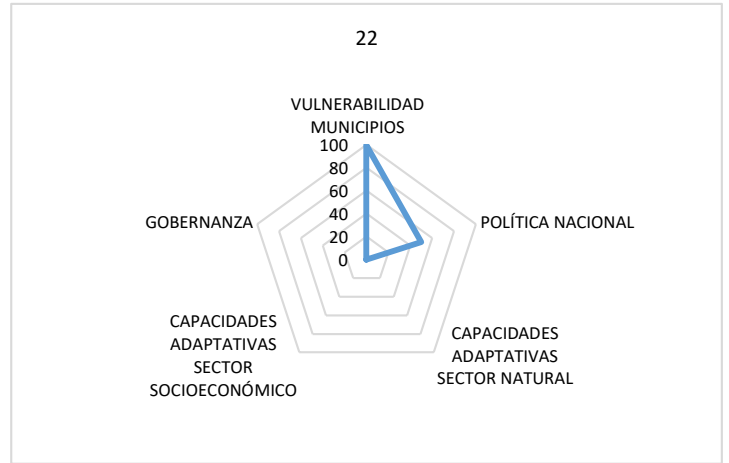 22
VULNERABILIDAD
MUNICIPIOS
100
80
60
40
20
0
POLÍTICA NACIONAL
CAPACIDADES
ADAPTATIVAS
SECTOR NATURAL
CAPACIDADES
ADAPTATIVAS
SECTOR
SOCIOECONÓMICO
GOBERNANZA